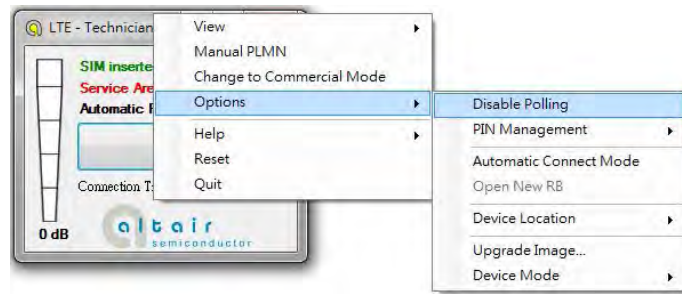 LTE - Technician
SIM inserte
Service Are
Automatic
Connection T
0 dB
altair
semiconductor
View
Manual PLMN
Change to Commercial Mode
Options
Help
Reset
Quit
Disable Polling
PIN Management
Automatic Connect Mode
Open New RB
Device Location
Upgrade Image...
Device Mode